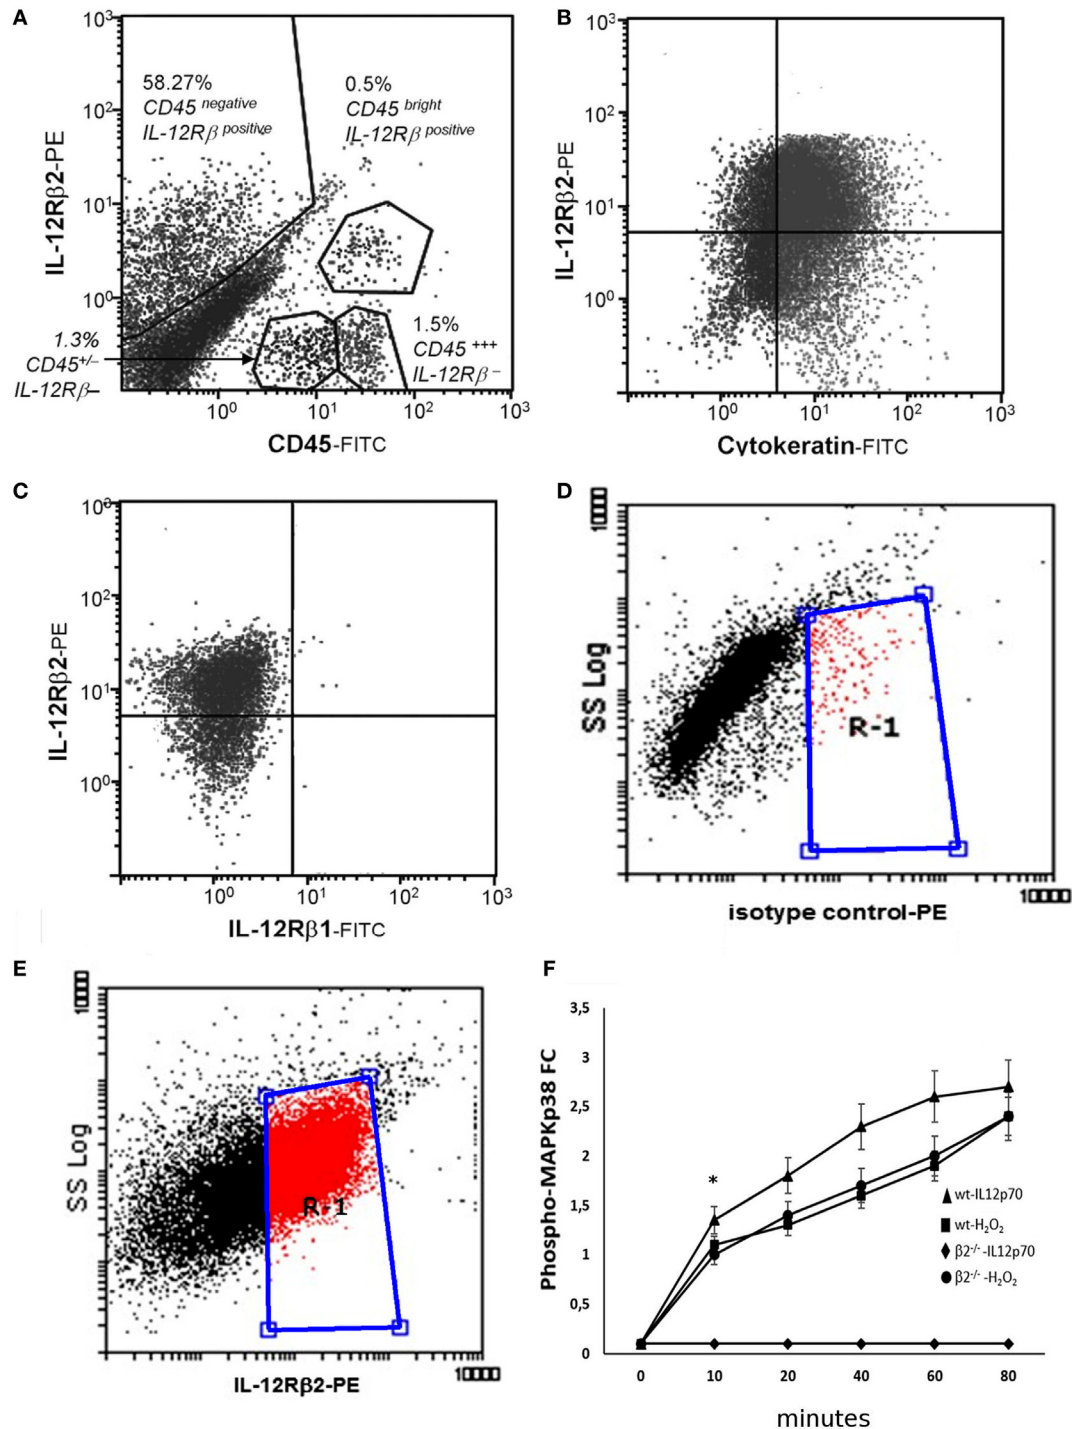 A
10³
10²
10¹
10⁰
IL-12Rβ2-PE
58.27%
CD45 negative
IL-12Rβ positive
0.5%
CD45 bright
IL-12Rβ positive
1.3%
CD45+/−
IL-12Rβ−
1.5%
CD45 +++
IL-12Rβ −
10⁰ 10¹ 10² 10³
CD45-FITC
B
10³
10²
10¹
10⁰
IL-12Rβ2-PE
10⁰ 10¹ 10² 10³
Cytokeratin-FITC
C
10³
10²
10¹
10⁰
IL-12Rβ2-PE
10⁰ 10¹ 10² 10³
IL-12Rβ1-FITC
D
SS Log
R-1
isotype control-PE
E
SS Log
R-1
IL-12Rβ2-PE
F
3,5
3
2,5
2
1,5
1
0,5
0
Phospho-MAPKp38 FC
*
wt-IL12p70
wt-H₂O₂
β2⁻/⁻-IL12p70
β2⁻/⁻-H₂O₂
0 10 20 40 60 80
minutes